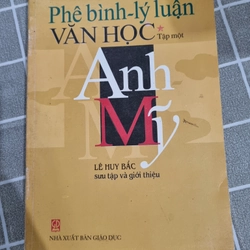 Phê bình-lý luận
VĂN HỌC
Tập một
Anh
Mỹ
LÊ HUY BẮC
sưu tập và giới thiệu
NHÀ XUẤT BẢN GIÁO DỤC